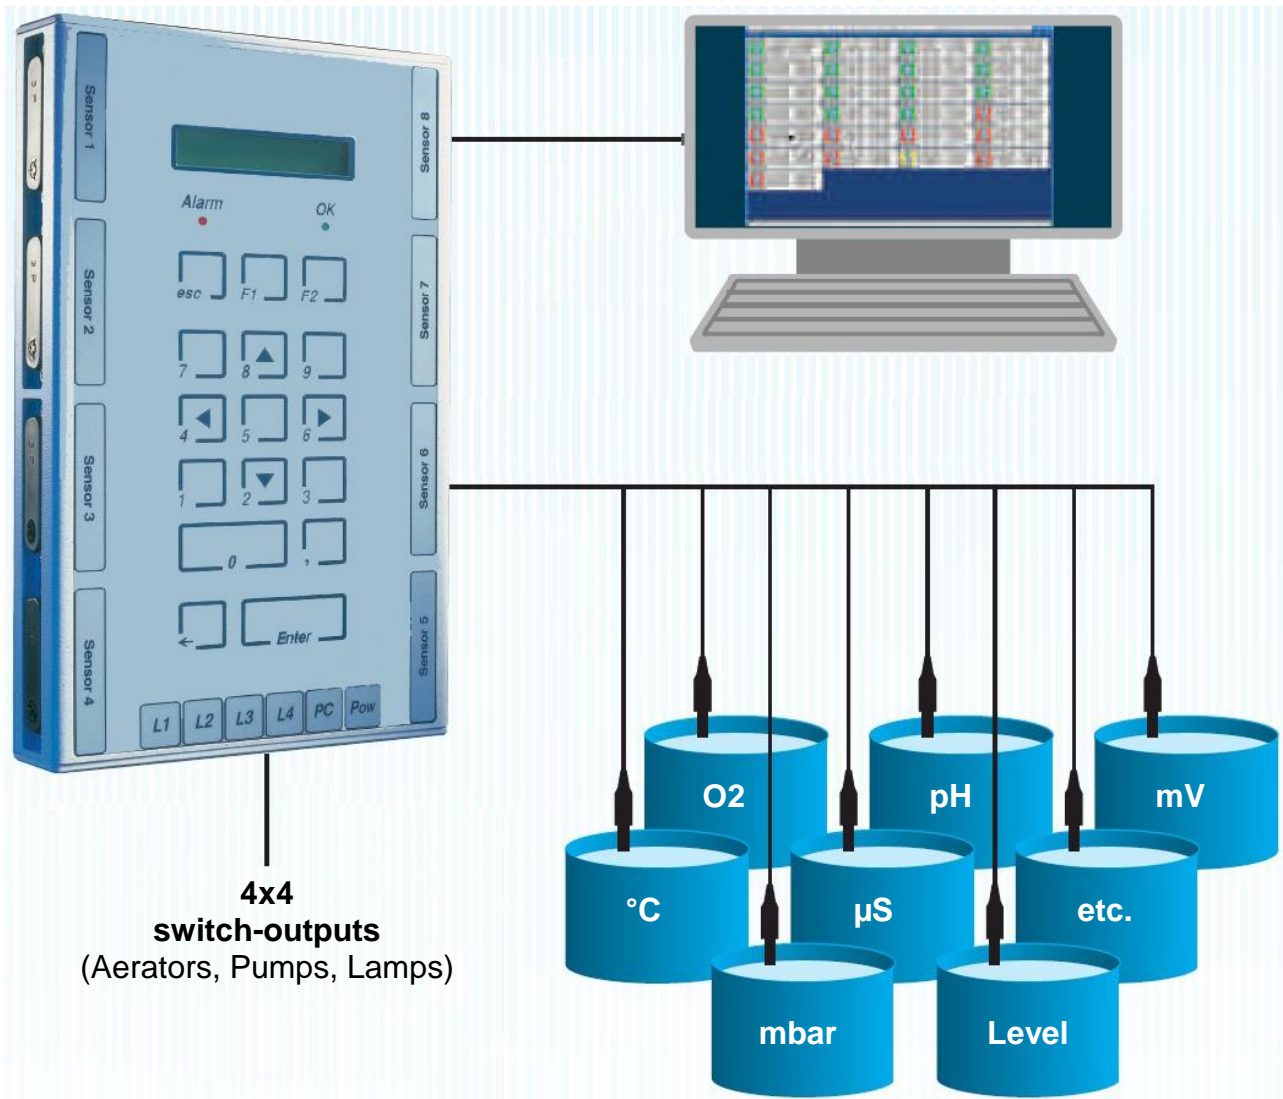 Sensor 1
Sensor 2
Sensor 3
Sensor 4
Sensor 8
Sensor 7
Sensor 6
Sensor 5
Alarm
OK
esc
F1
F2
7
8
9
4
5
6
1
2
3
0
,
←
Enter
L1
L2
L3
L4
PC
Pow
4x4
switch-outputs
(Aerators, Pumps, Lamps)
O2
pH
mV
°C
µS
etc.
mbar
Level